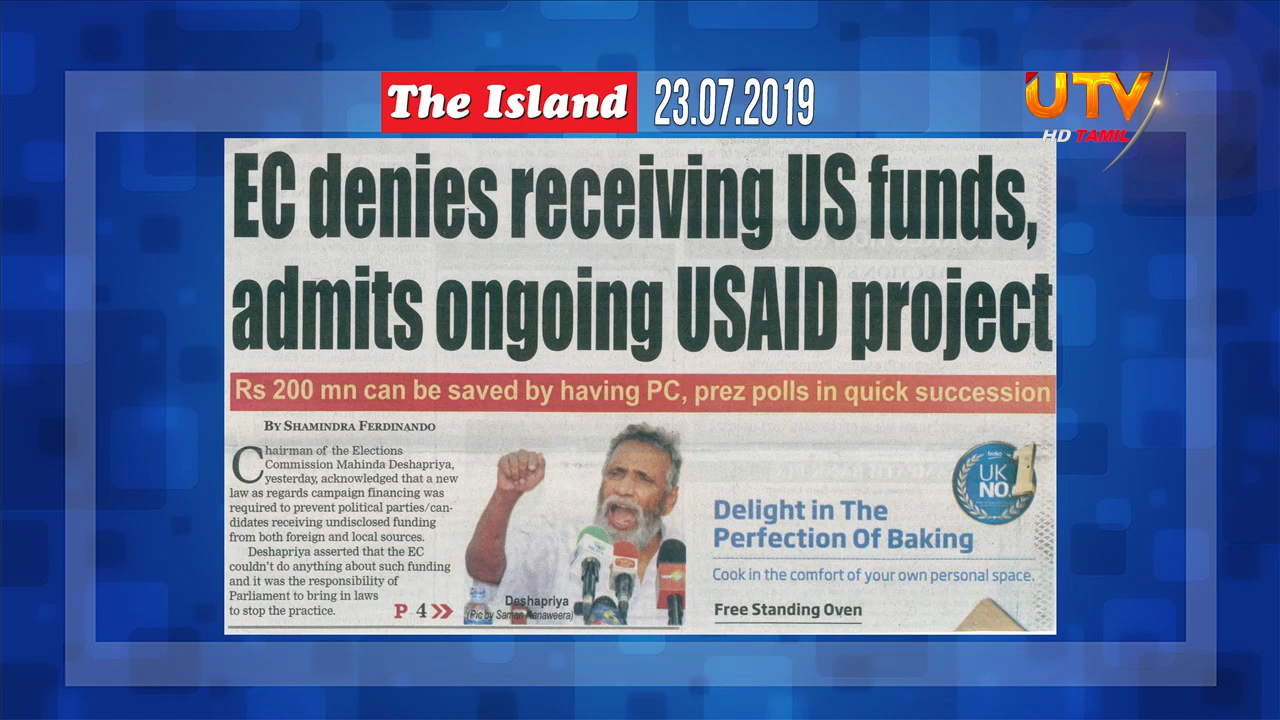 The Island 23.07.2019
UTV
HD TAMIL
EC denies receiving US funds,
admits ongoing USAID project
Rs 200 mn can be saved by having PC, prez polls in quick succession
BY SHAMINDRA FERDINANDO
Chairman of the Elections
Commission Mahinda Deshapriya,
yesterday, acknowledged that a new
law as regards campaign financing was
required to prevent political parties/can-
didates receiving undisclosed funding
from both foreign and local sources.
Deshapriya asserted that the EC
couldn't do anything about such funding
and it was the responsibility of
Parliament to bring in laws
to stop the practice.
P 4
Deshapriya
(Pic by Saman Ranaweera)
beko
UK
NO.1
Delight in The
Perfection Of Baking
Cook in the comfort of your own personal space.
Free Standing Oven